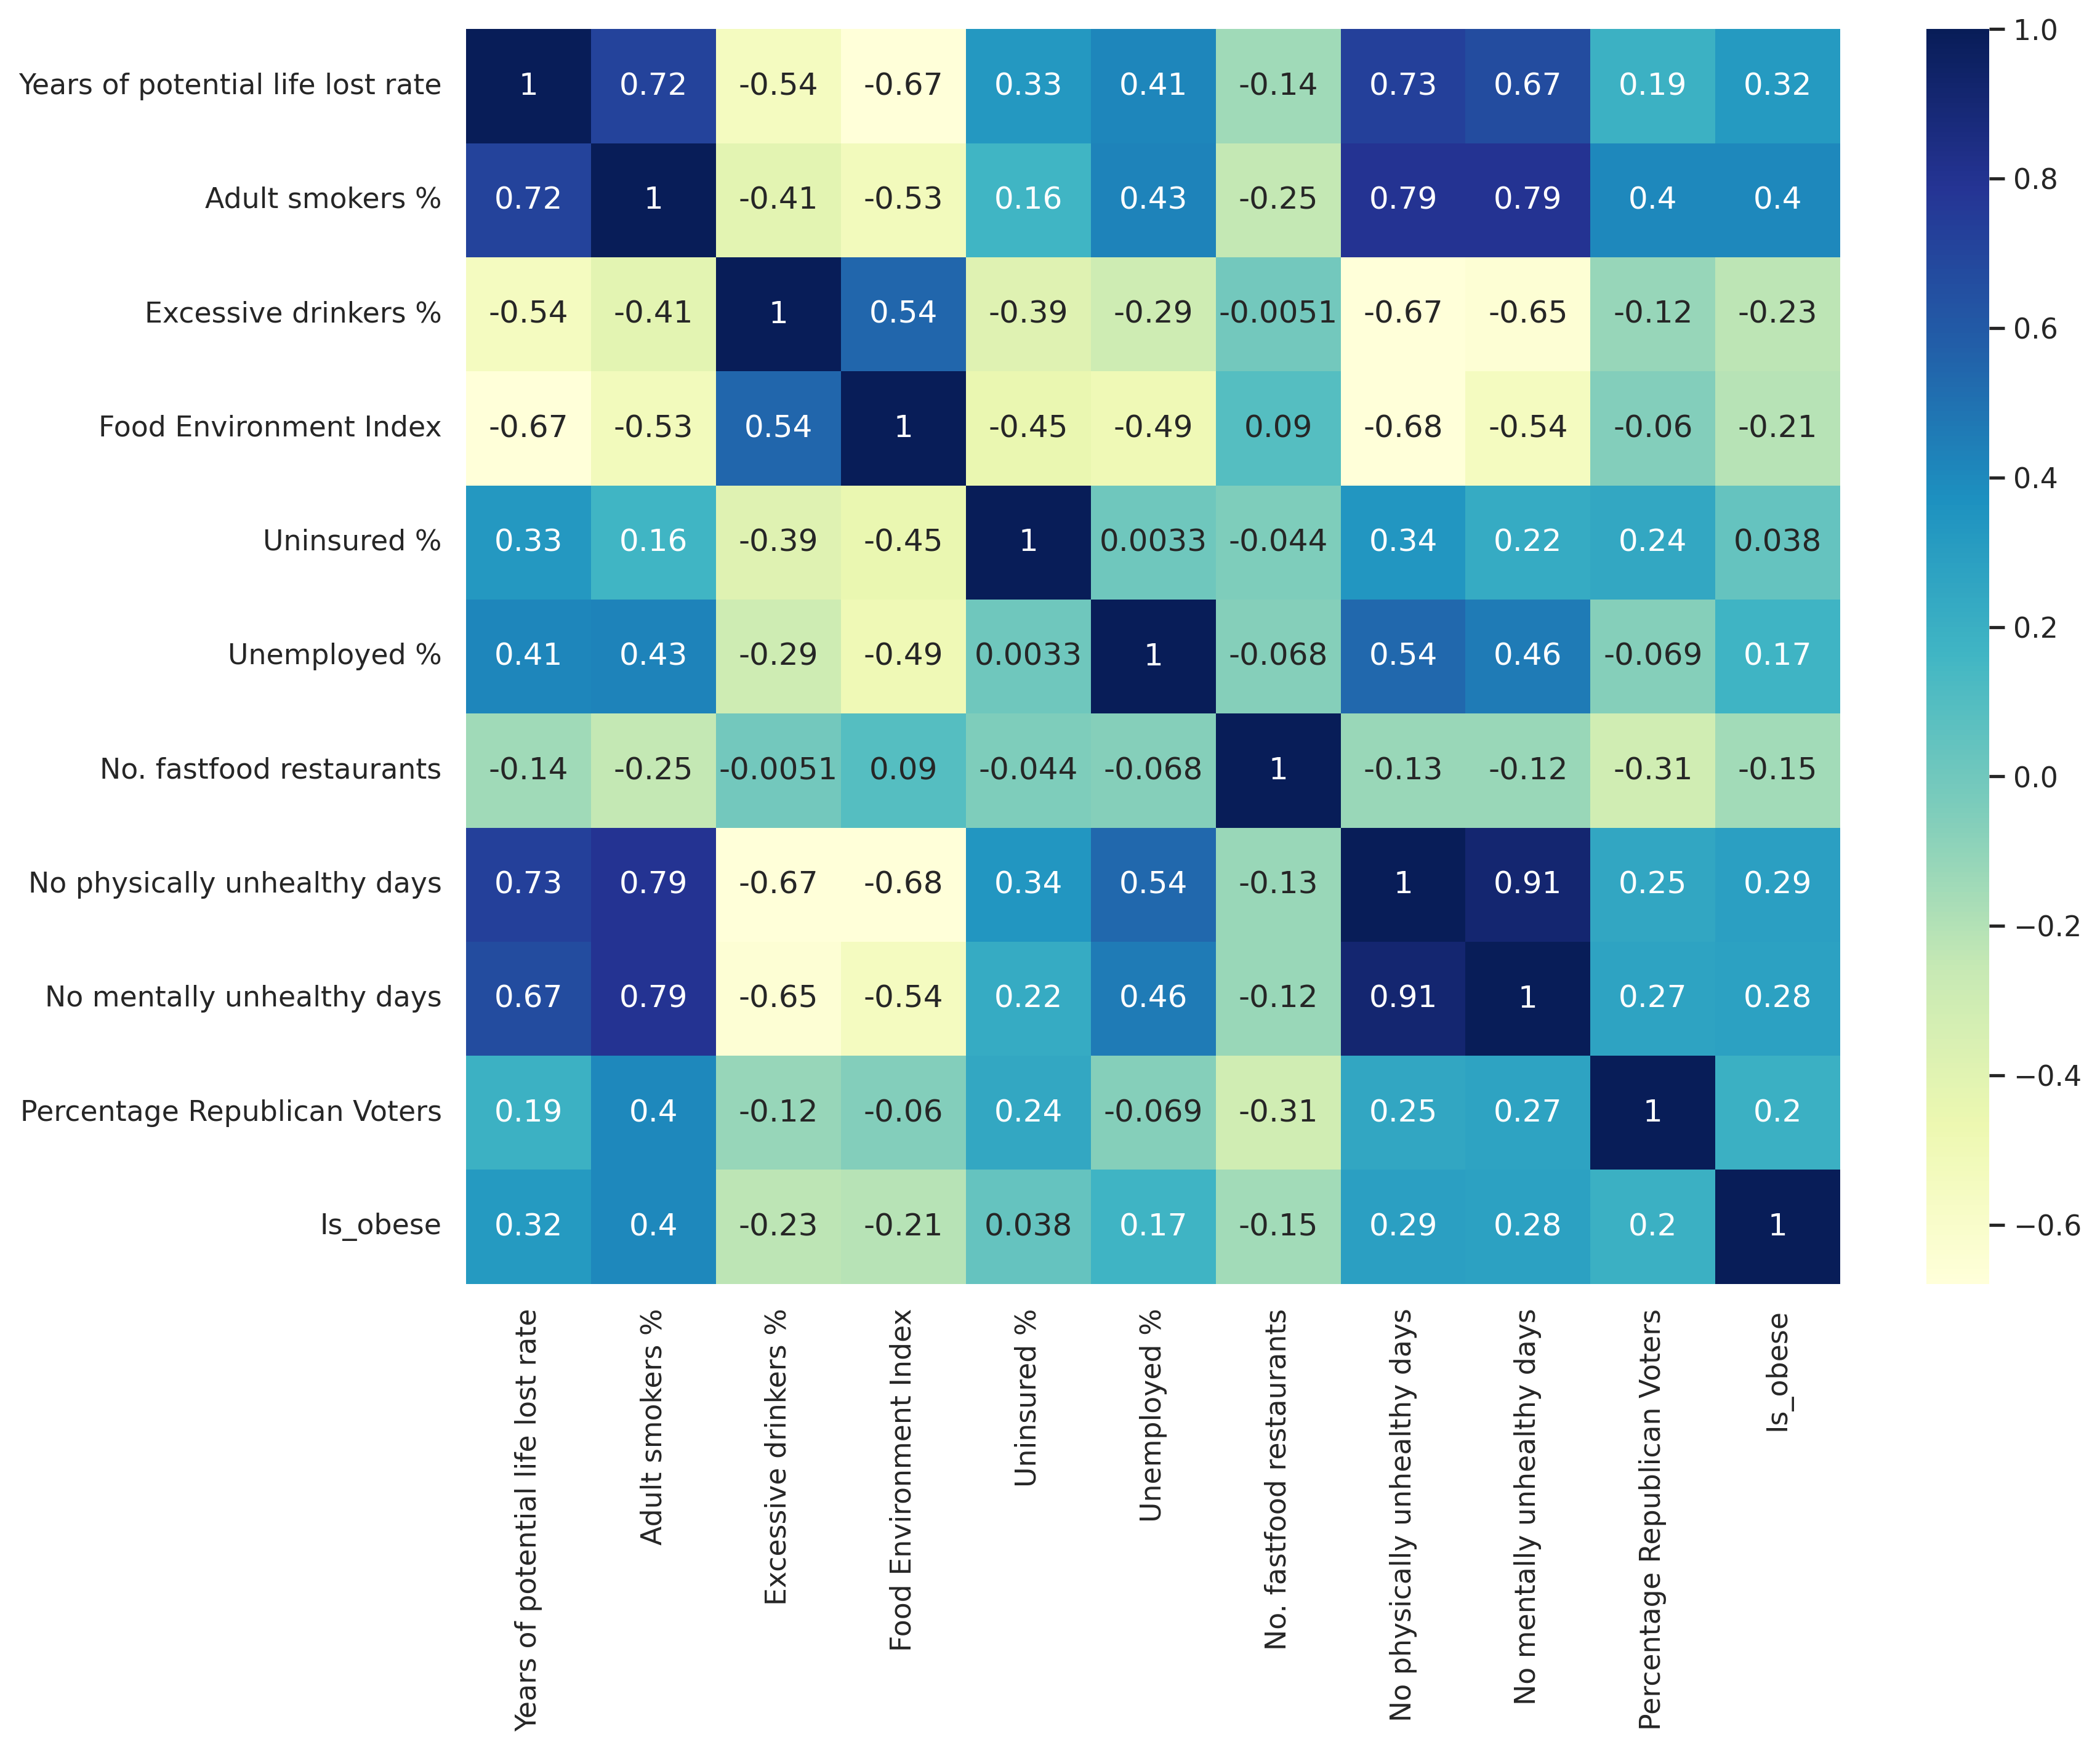 Years of potential life lost rate 1 0.72 -0.54 -0.67 0.33 0.41 -0.14 0.73 0.67 0.19 0.32
Adult smokers % 0.72 1 -0.41 -0.53 0.16 0.43 -0.25 0.79 0.79 0.4 0.4
Excessive drinkers % -0.54 -0.41 1 0.54 -0.39 -0.29 -0.0051 -0.67 -0.65 -0.12 -0.23
Food Environment Index -0.67 -0.53 0.54 1 -0.45 -0.49 0.09 -0.68 -0.54 -0.06 -0.21
Uninsured % 0.33 0.16 -0.39 -0.45 1 0.0033 -0.044 0.34 0.22 0.24 0.038
Unemployed % 0.41 0.43 -0.29 -0.49 0.0033 1 -0.068 0.54 0.46 -0.069 0.17
No. fastfood restaurants -0.14 -0.25 -0.0051 0.09 -0.044 -0.068 1 -0.13 -0.12 -0.31 -0.15
No physically unhealthy days 0.73 0.79 -0.67 -0.68 0.34 0.54 -0.13 1 0.91 0.25 0.29
No mentally unhealthy days 0.67 0.79 -0.65 -0.54 0.22 0.46 -0.12 0.91 1 0.27 0.28
Percentage Republican Voters 0.19 0.4 -0.12 -0.06 0.24 -0.069 -0.31 0.25 0.27 1 0.2
Is_obese 0.32 0.4 -0.23 -0.21 0.038 0.17 -0.15 0.29 0.28 0.2 1
Years of potential life lost rate
Adult smokers %
Excessive drinkers %
Food Environment Index
Uninsured %
Unemployed %
No. fastfood restaurants
No physically unhealthy days
No mentally unhealthy days
Percentage Republican Voters
Is_obese
1.0
0.8
0.6
0.4
0.2
0.0
−0.2
−0.4
−0.6